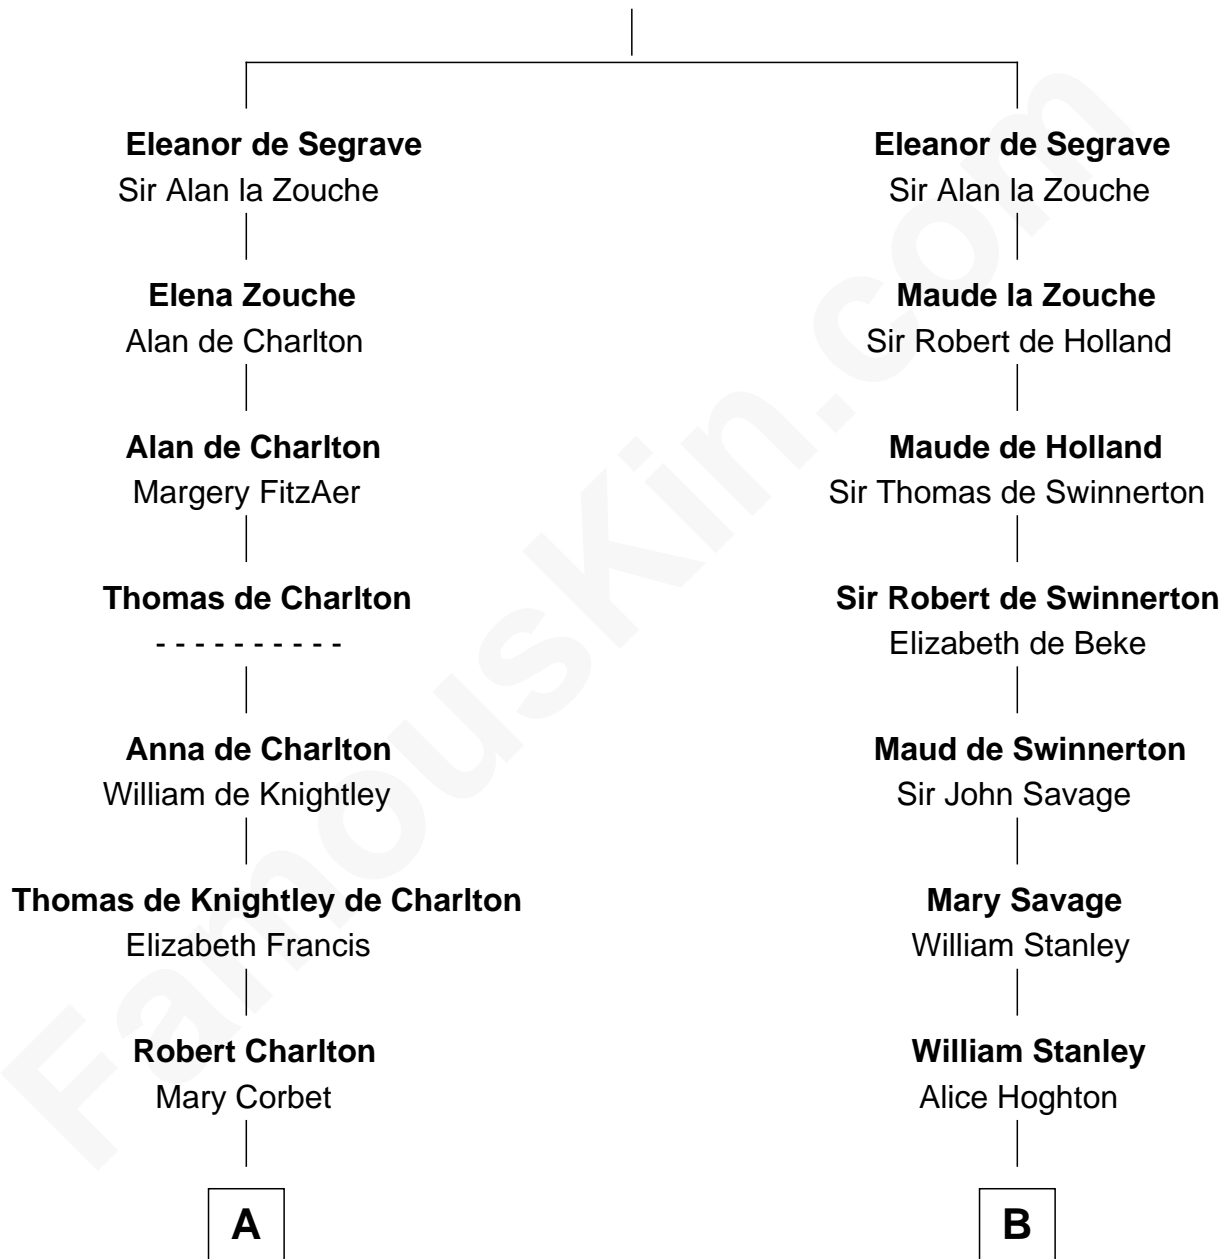 Eleanor de Segrave
Sir Alan la Zouche
Elena Zouche
Alan de Charlton
Alan de Charlton
Margery FitzAer
Thomas de Charlton
- - - - - - - - - -
Anna de Charlton
William de Knightley
Thomas de Knightley de Charlton
Elizabeth Francis
Robert Charlton
Mary Corbet
A
Eleanor de Segrave
Sir Alan la Zouche
Maude la Zouche
Sir Robert de Holland
Maude de Holland
Sir Thomas de Swinnerton
Sir Robert de Swinnerton
Elizabeth de Beke
Maud de Swinnerton
Sir John Savage
Mary Savage
William Stanley
William Stanley
Alice Hoghton
B
FamousKin.com